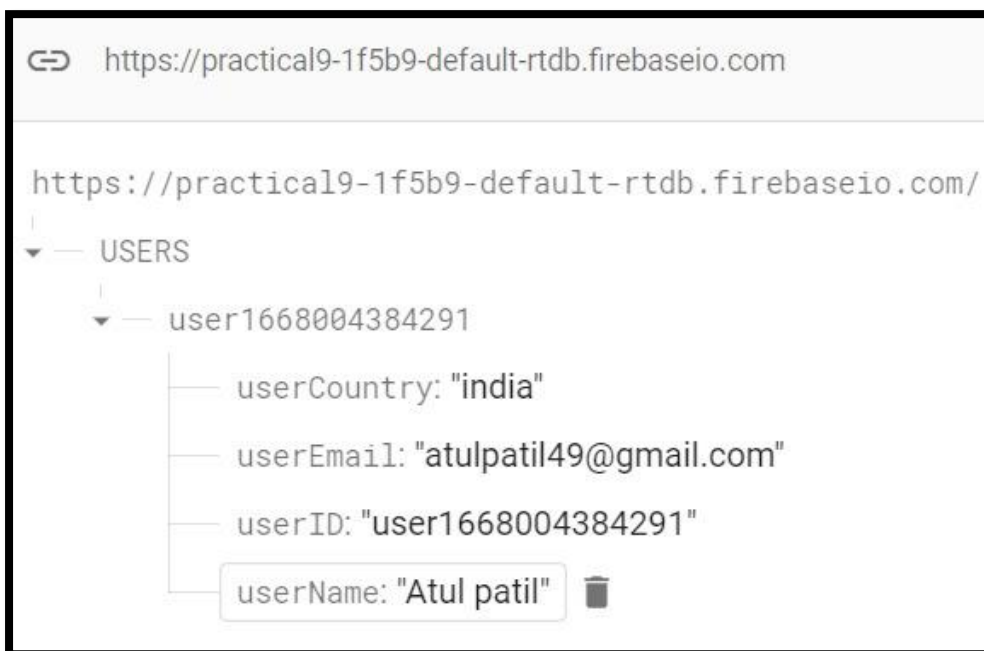 https://practical9-1f5b9-default-rtdb.firebaseio.com
https://practical9-1f5b9-default-rtdb.firebaseio.com/
USERS
user1668004384291
userCountry: "india"
userEmail: "atulpatil49@gmail.com"
userID: "user1668004384291"
userName: "Atul patil"